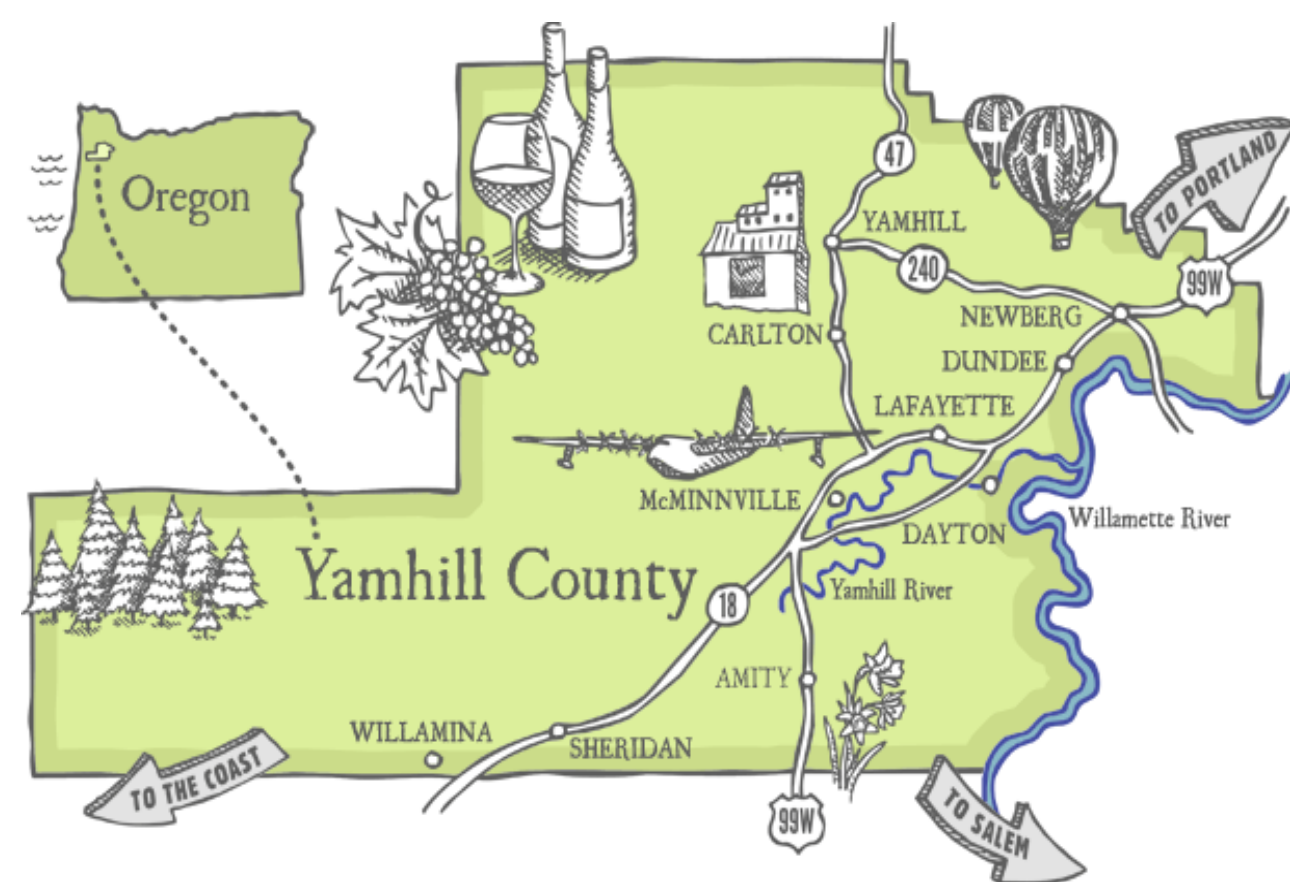 47
TO PORTLAND
Oregon
YAMHILL
240
99W
NEWBERG
CARLTON
DUNDEE
LAFAYETTE
McMINNVILLE
Willamette River
DAYTON
Yamhill County
Yamhill River
18
AMITY
WILLAMINA
SHERIDAN
TO THE COAST
99W
TO SALEM